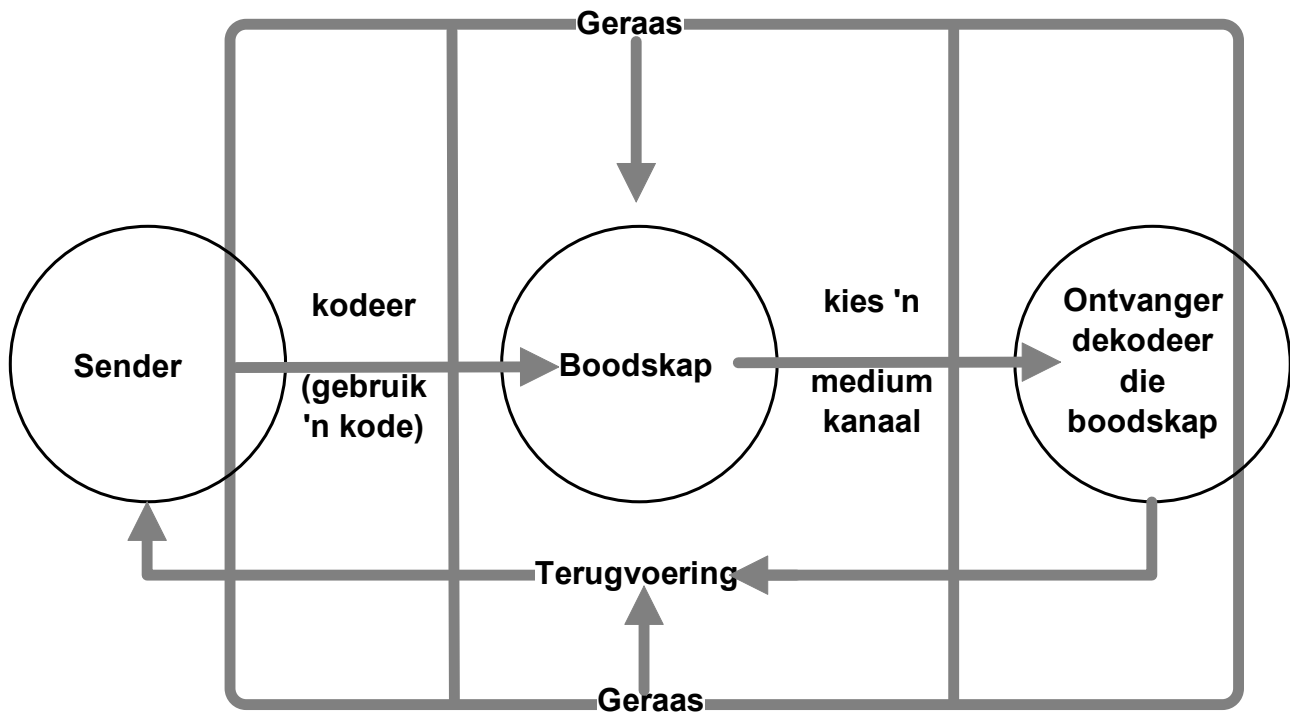 Geraas
Sender
kodeer
(gebruik
'n kode)
Boodskap
kies 'n
medium
kanaal
Ontvanger
dekodeer
die
boodskap
Terugvoering
Geraas